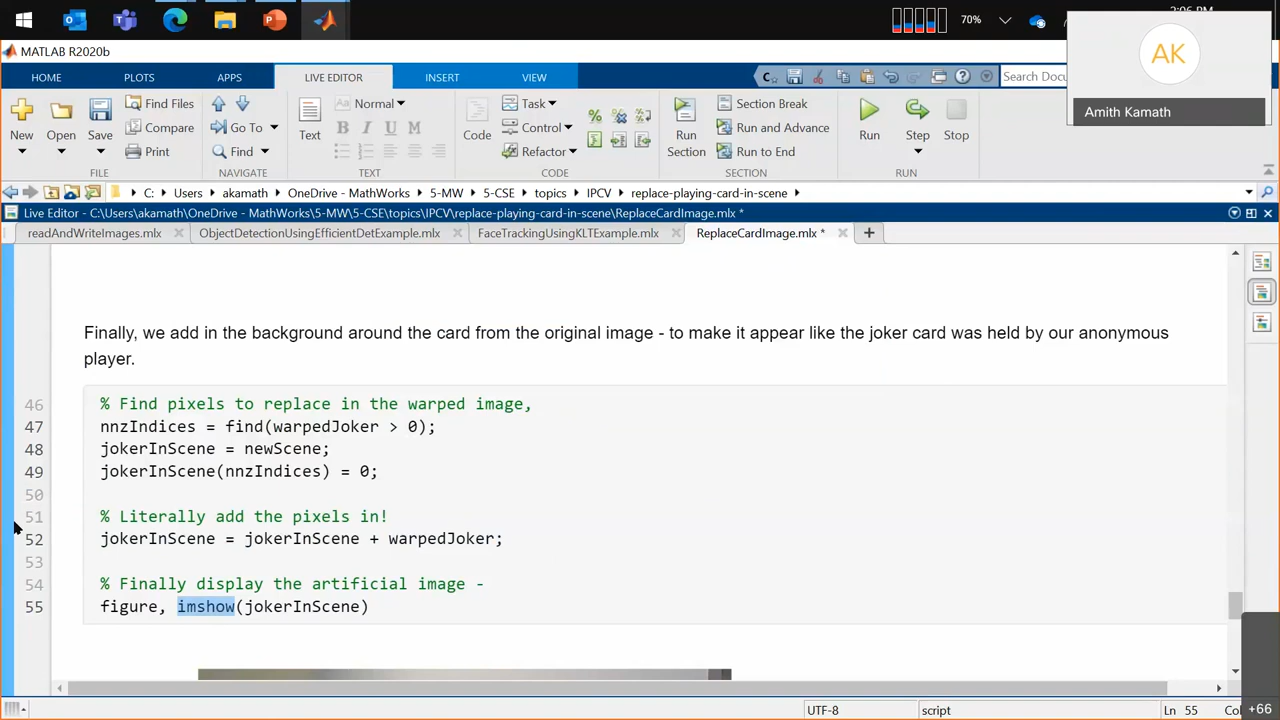 70%
2:06 PM
AK
Amith Kamath
MATLAB R2020b
HOME PLOTS APPS LIVE EDITOR INSERT VIEW Search Docu
New Open Save Find Files Compare Print
FILE
Go To Find
NAVIGATE
Text Aa Normal B I U M
TEXT
Code Task Control Refactor
CODE
Run Section Section Break Run and Advance Run to End
SECTION
Run Step Stop
RUN
C: Users akamath OneDrive - MathWorks 5-MW 5-CSE topics IPCV replace-playing-card-in-scene
Live Editor - C:\Users\akamath\OneDrive - MathWorks\5-MW\5-CSE\topics\IPCV\replace-playing-card-in-scene\ReplaceCardImage.mlx *
readAndWriteImages.mlx ObjectDetectionUsingEfficientDetExample.mlx FaceTrackingUsingKLTExample.mlx ReplaceCardImage.mlx *
Finally, we add in the background around the card from the original image - to make it appear like the joker card was held by our anonymous
player.
46 % Find pixels to replace in the warped image,
47 nnzIndices = find(warpedJoker > 0);
48 jokerInScene = newScene;
49 jokerInScene(nnzIndices) = 0;
50
51 % Literally add the pixels in!
52 jokerInScene = jokerInScene + warpedJoker;
53
54 % Finally display the artificial image -
55 figure, imshow(jokerInScene)
UTF-8 script Ln 55 Co
+66